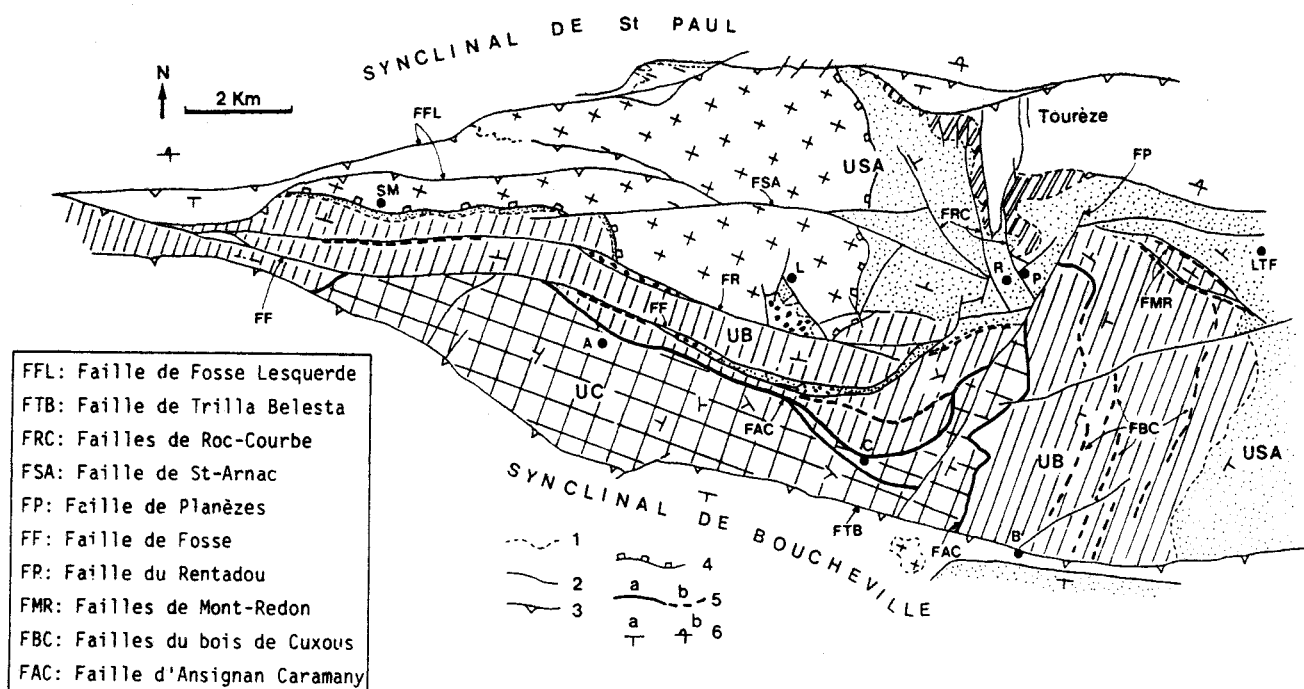 SYNCLINAL DE St PAUL
N
2 Km
FFL
Tourèze
USA
FP
SM
FSA
FRC
R
P
LTF
L
FR
FMR
FF
FF
UB
A
UC
FBC
FAC
UB
USA
C
SYNCLINAL DE BOUCHEVILLE
FTB
FAC
B
FFL: Faille de Fosse Lesquerde
FTB: Faille de Trilla Belesta
FRC: Failles de Roc-Courbe
FSA: Faille de St-Arnac
FP: Faille de Planèzes
FF: Faille de Fosse
FR: Faille du Rentadou
FMR: Failles de Mont-Redon
FBC: Failles du bois de Cuxous
FAC: Faille d'Ansignan Caramany
1
4
2
a b 5
3
a b 6